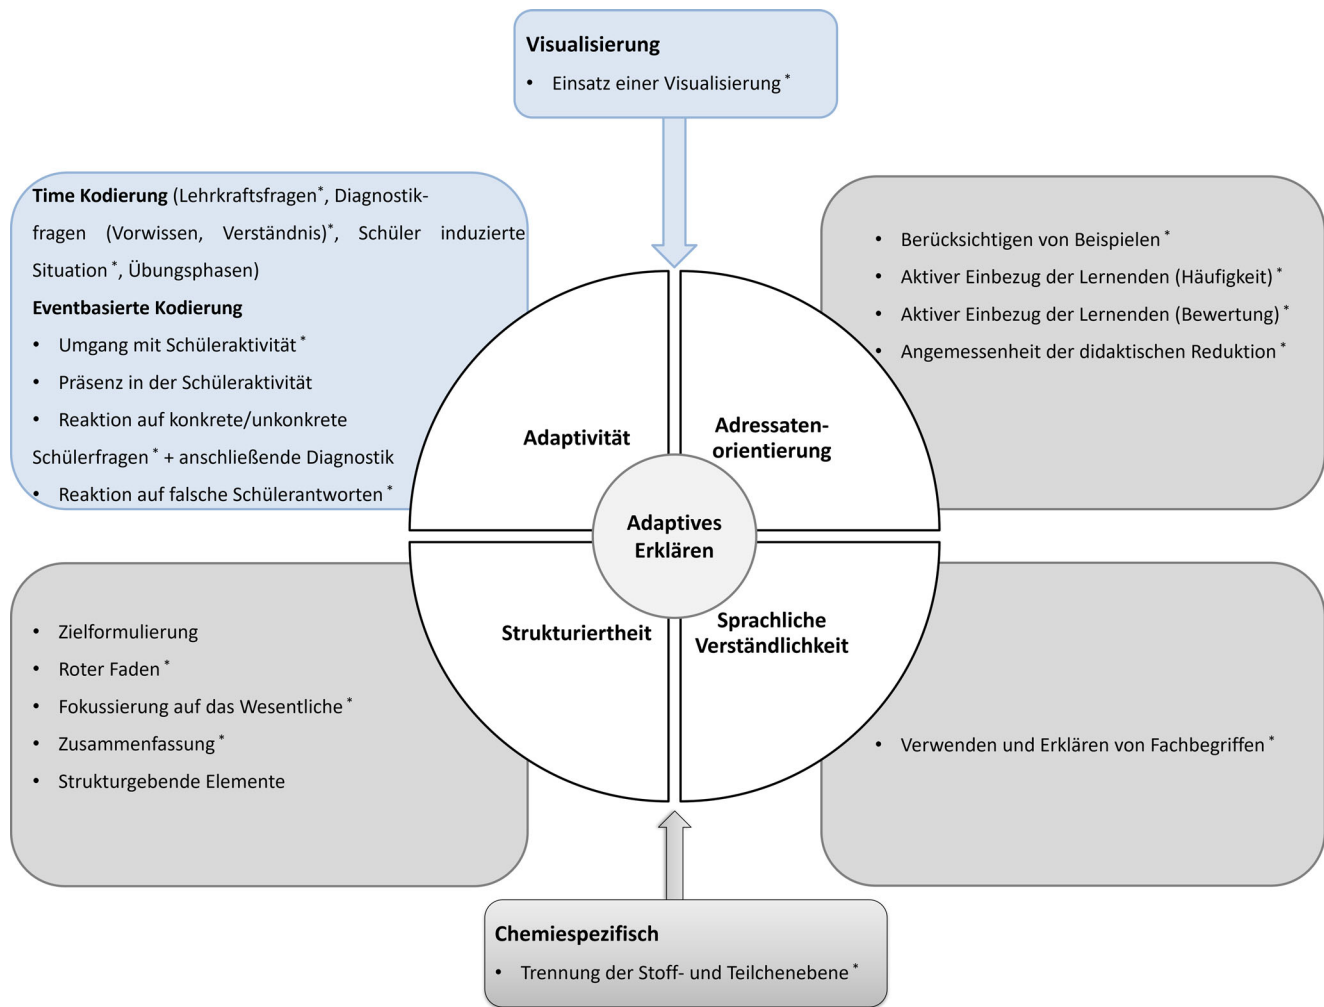 Visualisierung
• Einsatz einer Visualisierung *
Time Kodierung (Lehrkraftsfragen*, Diagnostik-
fragen (Vorwissen, Verständnis)*, Schüler induzierte
Situation *, Übungsphasen)
Eventbasierte Kodierung
• Umgang mit Schüleraktivität *
• Präsenz in der Schüleraktivität
• Reaktion auf konkrete/unkonkrete
Schülerfragen * + anschließende Diagnostik
• Reaktion auf falsche Schülerantworten *
• Berücksichtigen von Beispielen *
• Aktiver Einbezug der Lernenden (Häufigkeit) *
• Aktiver Einbezug der Lernenden (Bewertung) *
• Angemessenheit der didaktischen Reduktion *
Adaptivität
Adressaten-
orientierung
Adaptives
Erklären
Strukturiertheit
Sprachliche
Verständlichkeit
• Zielformulierung
• Roter Faden *
• Fokussierung auf das Wesentliche *
• Zusammenfassung *
• Strukturgebende Elemente
• Verwenden und Erklären von Fachbegriffen *
Chemiespezifisch
• Trennung der Stoff- und Teilchenebene *